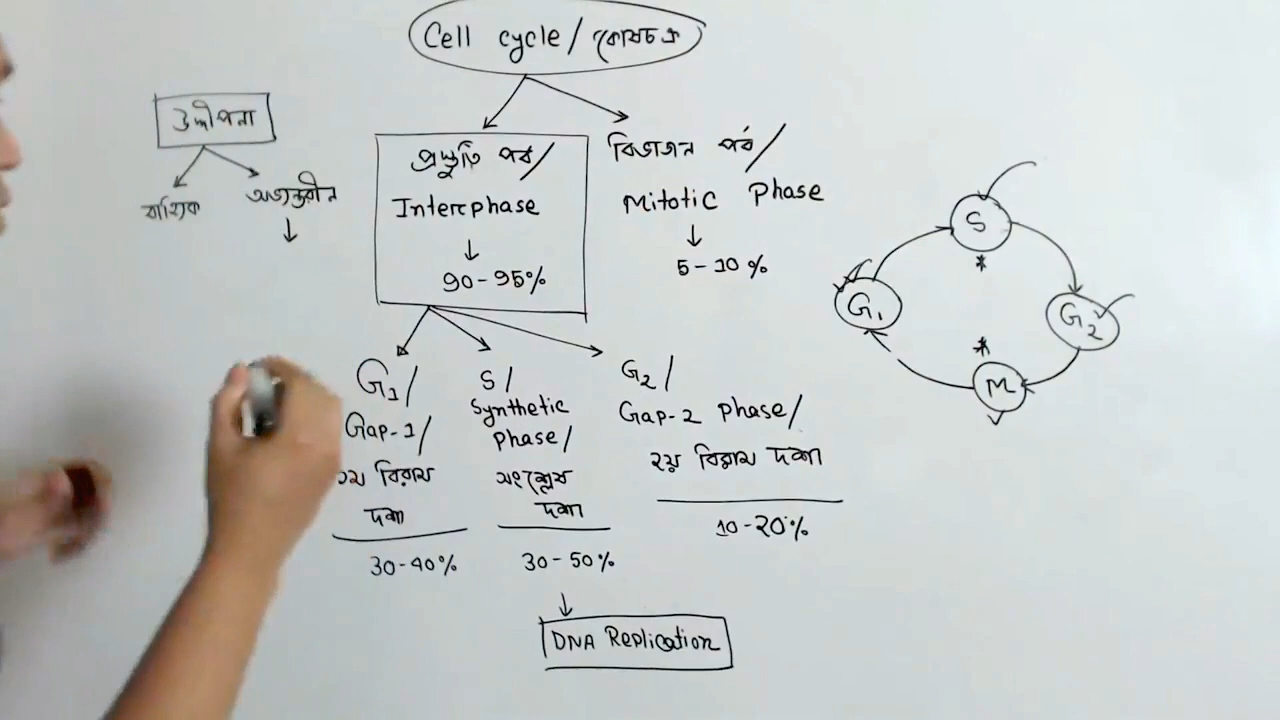 Cell cycle / কোষচক্র
উদ্দীপনা
বাহ্যিক
অভ্যন্তরীন
প্রস্তুতি পর্ব /
Interphase
90-95%
বিভাজন পর্ব /
Mitotic Phase
5-10%
G1 /
Gap-1 /
১ম বিরাম
দশা
30-40%
S /
Synthetic
phase /
সংশ্লেষ
দশা
30-50%
DNA Replication
G2 /
Gap-2 phase /
২য় বিরাম দশা
10-20%
S
*
G1
G2
*
M